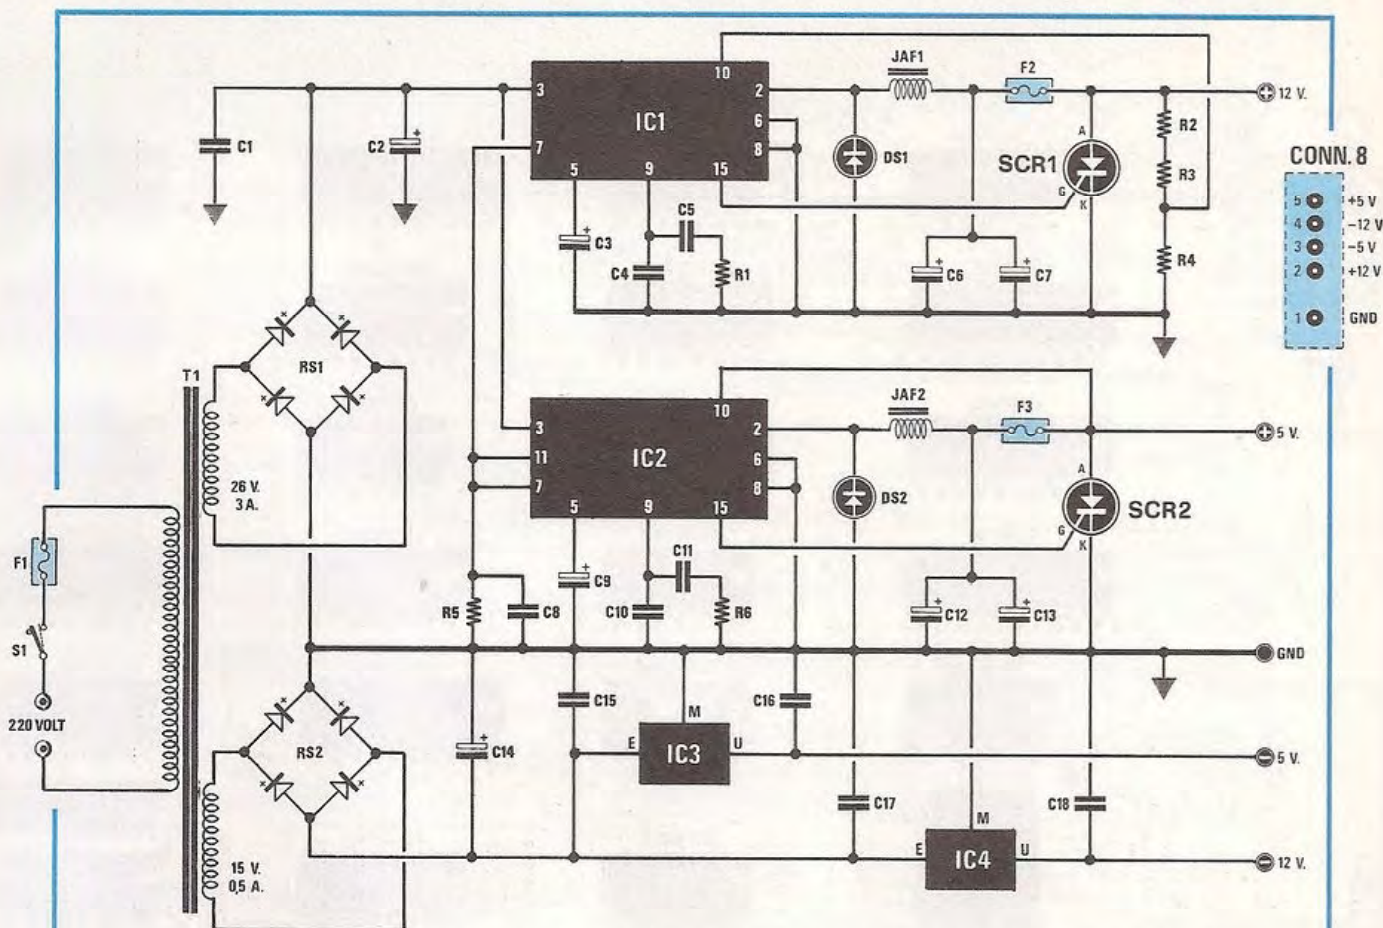 10
JAF1
F2
3
IC1
2
6
8
7
5
9
15
12 V.
C1
C2
+
DS1
SCR1
A
G
K
R2
R3
R4
CONN. 8
5 +5 V
4 -12 V
3 -5 V
2 +12 V
1 GND
C3
+
C5
C4
R1
C6
+
C7
+
RS1
T1
26 V.
3 A.
10
JAF2
F3
3
IC2
2
11
6
7
8
5
9
15
5 V.
DS2
SCR2
A
G
K
F1
S1
220 VOLT
R5
C8
C9
+
C11
C10
R6
C12
+
C13
+
GND
RS2
C14
+
C15
M
E
IC3
U
C16
5 V.
C17
M
E
IC4
U
C18
12 V.
15 V.
0,5 A.